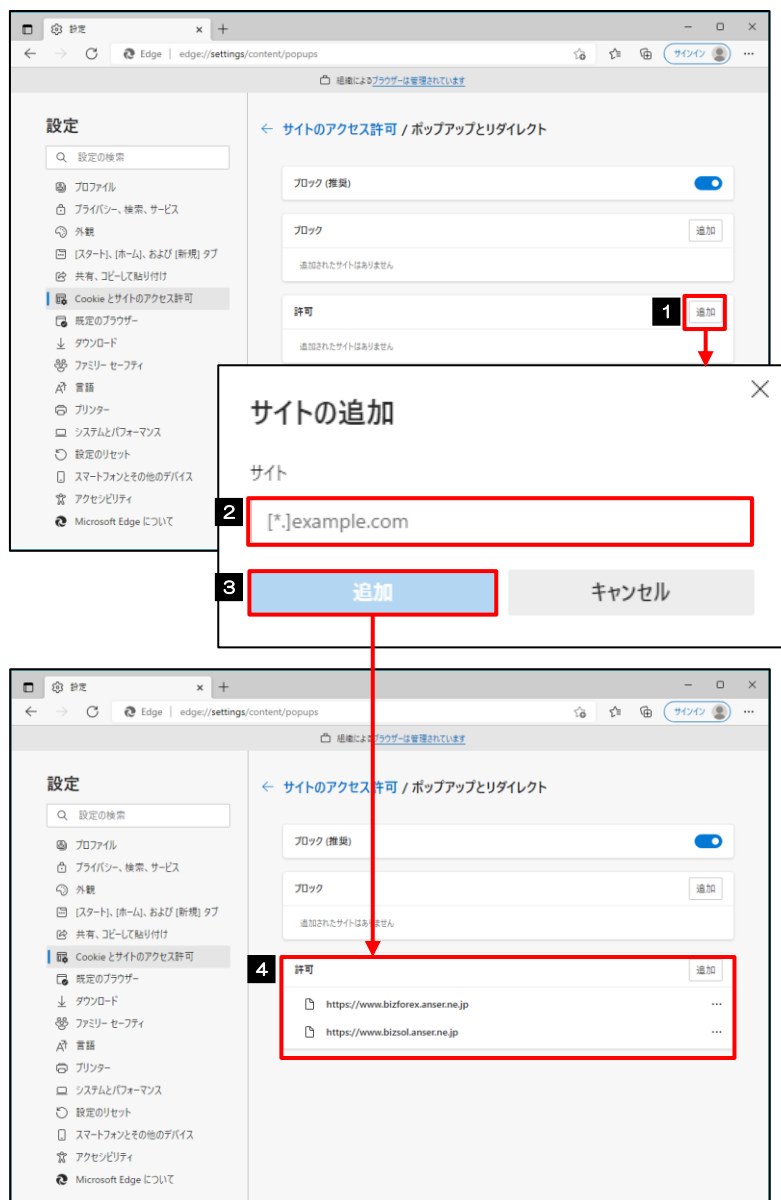 設定
Edge | edge://settings/content/popups
サインイン
組織によるブラウザーは管理されています
設定
サイトのアクセス許可 / ポップアップとリダイレクト
設定の検索
プロファイル
プライバシー、検索、サービス
外観
[スタート]、[ホーム]、および [新規] タブ
共有、コピーして貼り付け
Cookie とサイトのアクセス許可
既定のブラウザー
ダウンロード
ファミリー セーフティ
言語
プリンター
システムとパフォーマンス
設定のリセット
スマートフォンとその他のデバイス
アクセシビリティ
Microsoft Edge について
ブロック (推奨)
ブロック
追加
追加されたサイトはありません
許可
1
追加
追加されたサイトはありません
サイトの追加
サイト
2
[*.]example.com
3
追加
キャンセル
設定
Edge | edge://settings/content/popups
サインイン
組織によるブラウザーは管理されています
設定
サイトのアクセス許可 / ポップアップとリダイレクト
設定の検索
プロファイル
プライバシー、検索、サービス
外観
[スタート]、[ホーム]、および [新規] タブ
共有、コピーして貼り付け
Cookie とサイトのアクセス許可
既定のブラウザー
ダウンロード
ファミリー セーフティ
言語
プリンター
システムとパフォーマンス
設定のリセット
スマートフォンとその他のデバイス
アクセシビリティ
Microsoft Edge について
ブロック (推奨)
ブロック
追加
追加されたサイトはありません
4
許可
追加
https://www.bizforex.anser.ne.jp
https://www.bizsol.anser.ne.jp